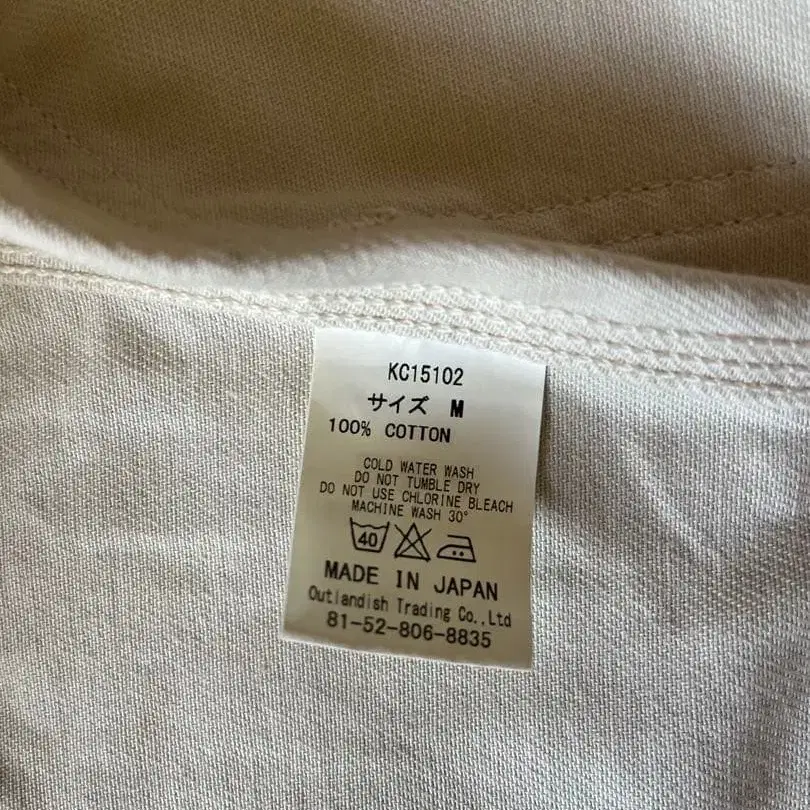 KC15102
サイズ M
100% COTTON
COLD WATER WASH
DO NOT TUMBLE DRY
DO NOT USE CHLORINE BLEACH
MACHINE WASH 30°
40
MADE IN JAPAN
Outlandish Trading Co.,Ltd
81-52-806-8835